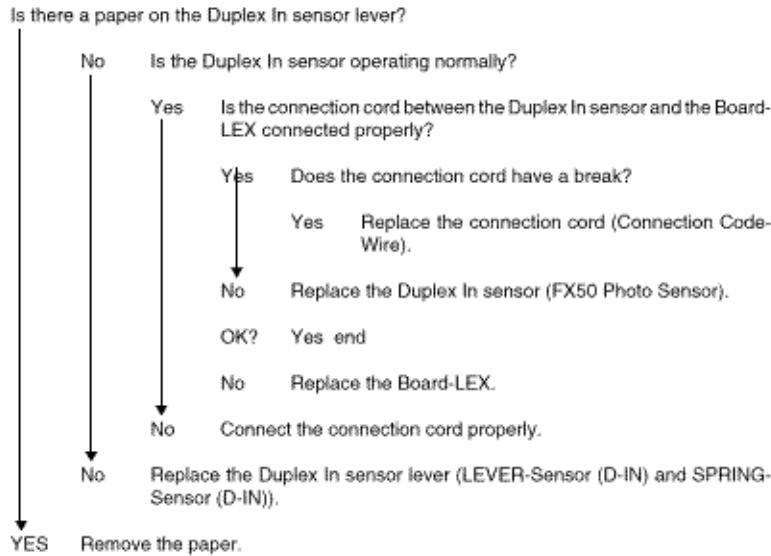 Is there a paper on the Duplex In sensor lever?
No Is the Duplex In sensor operating normally?
Yes Is the connection cord between the Duplex In sensor and the Board-
LEX connected properly?
Yes Does the connection cord have a break?
Yes Replace the connection cord (Connection Code-
Wire).
No Replace the Duplex In sensor (FX50 Photo Sensor).
OK? Yes end
No Replace the Board-LEX.
No Connect the connection cord properly.
No Replace the Duplex In sensor lever (LEVER-Sensor (D-IN) and SPRING-
Sensor (D-IN)).
YES Remove the paper.